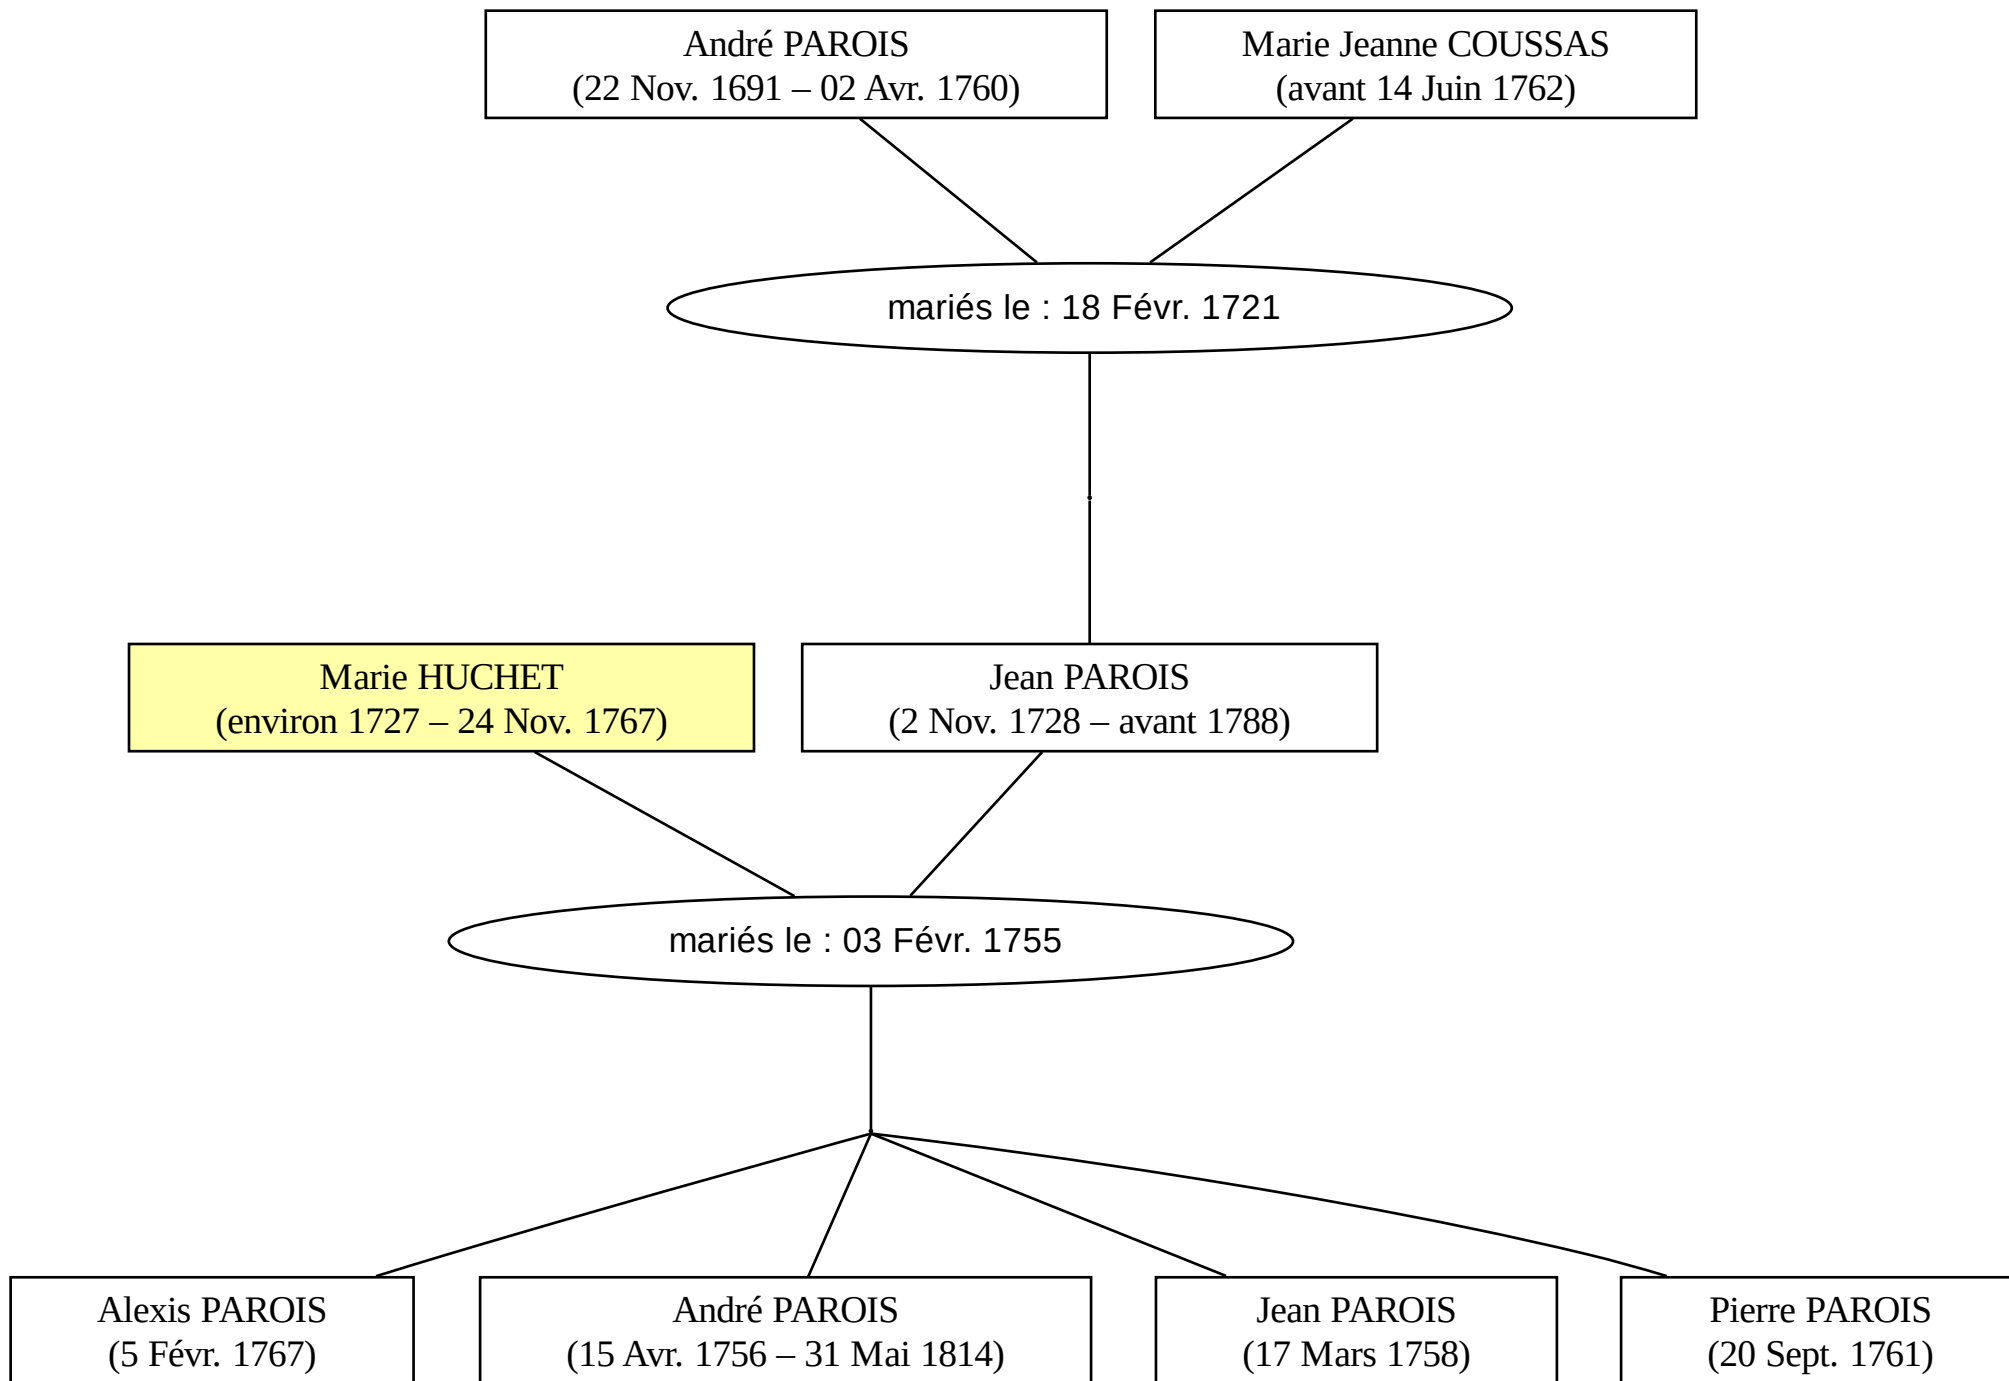 André PAROIS
(22 Nov. 1691 – 02 Avr. 1760)
Marie Jeanne COUSSAS
(avant 14 Juin 1762)
mariés le : 18 Févr. 1721
Marie HUCHET
(environ 1727 – 24 Nov. 1767)
Jean PAROIS
(2 Nov. 1728 – avant 1788)
mariés le : 03 Févr. 1755
Alexis PAROIS
(5 Févr. 1767)
André PAROIS
(15 Avr. 1756 – 31 Mai 1814)
Jean PAROIS
(17 Mars 1758)
Pierre PAROIS
(20 Sept. 1761)